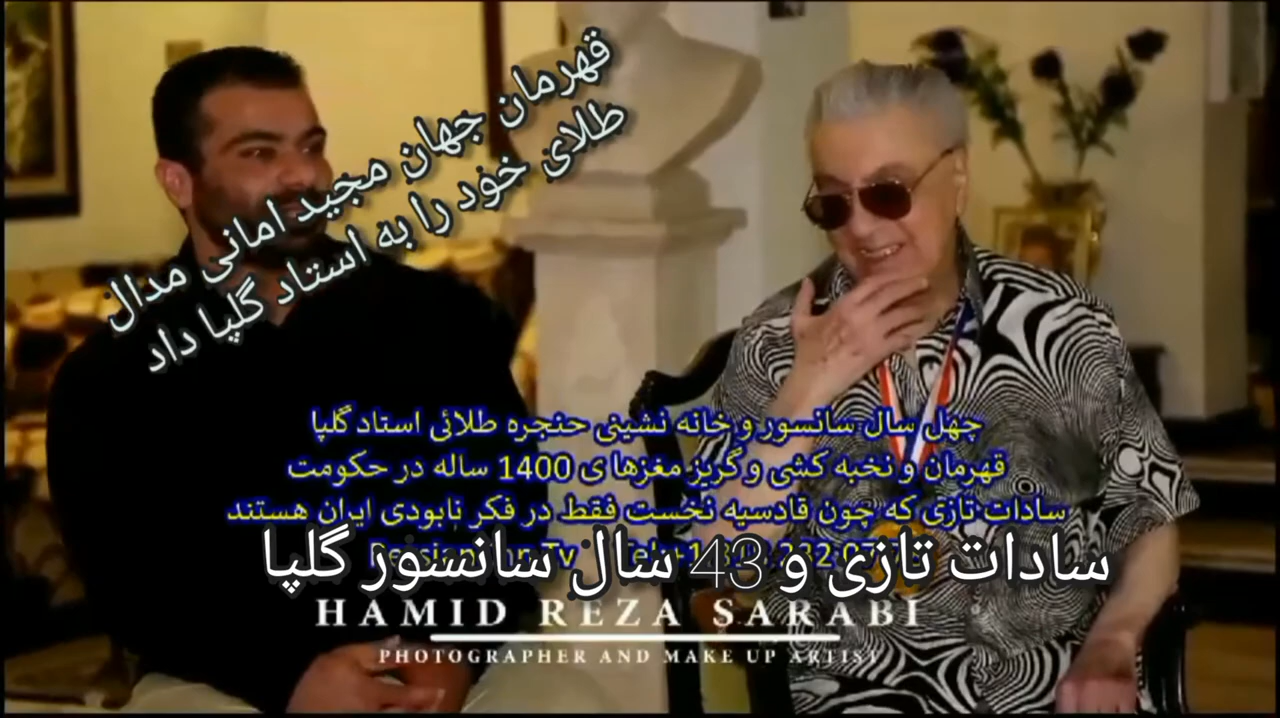 قهرمان جهان مجید امانی مدال
طلای خود را به استاد گلپا داد
چهل سال سانسور و خانه نشینی حنجره طلائی استاد گلپا
قهرمان و نخبه کشی و گریز مغزها ی 1400 ساله در حکومت
سادات تازی که چون قادسیه نخست فقط در فکر نابودی ایران هستند
سادات تازی و 43 سال سانسور گلپا
HAMID REZA SARABI
PHOTOGRAPHER AND MAKE UP ARTIST